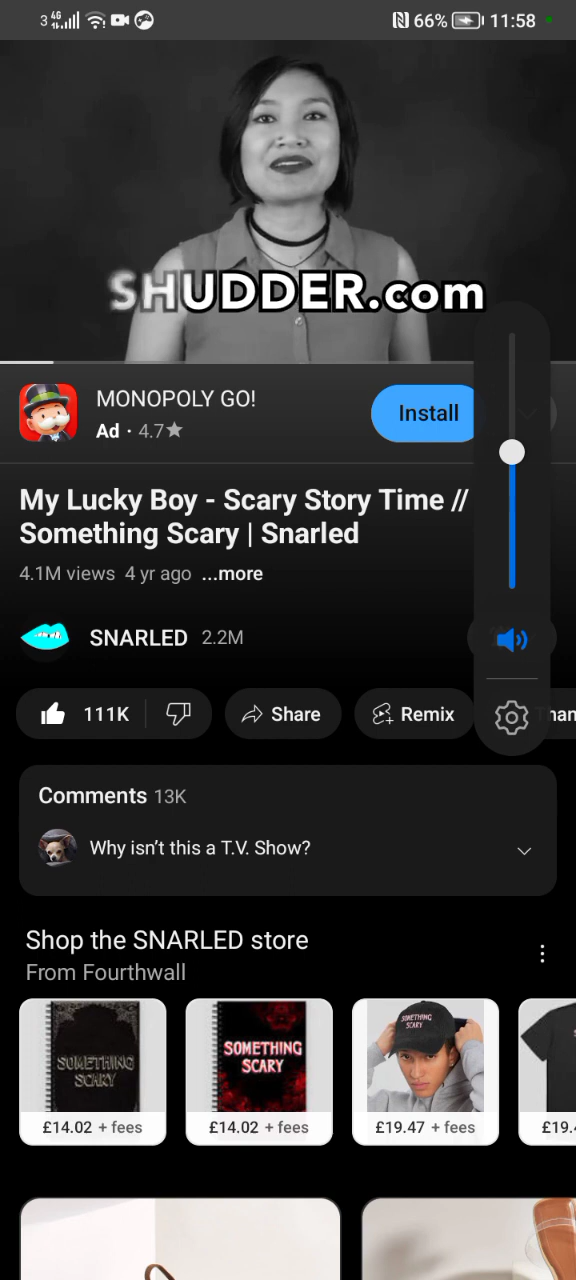 3 4G 66% 11:58
SHUDDER.com
MONOPOLY GO!
Ad · 4.7★
Install
My Lucky Boy - Scary Story Time //
Something Scary | Snarled
4.1M views 4 yr ago ...more
SNARLED 2.2M
111K
Share
Remix
Comments 13K
Why isn't this a T.V. Show?
Shop the SNARLED store
From Fourthwall
SOMETHING
SCARY
£14.02 + fees
SOMETHING
SCARY
£14.02 + fees
SOMETHING
SCARY
£19.47 + fees